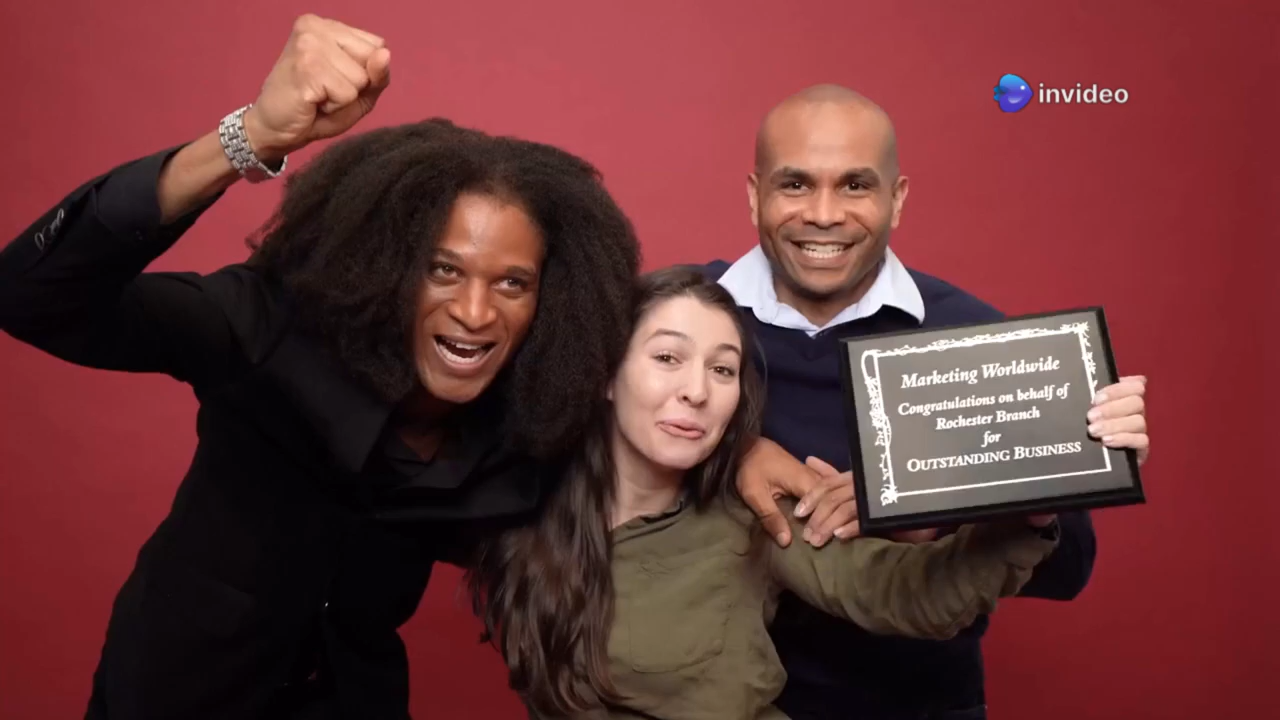 invideo
Marketing Worldwide
Congratulations on behalf of
Rochester Branch
for
OUTSTANDING BUSINESS